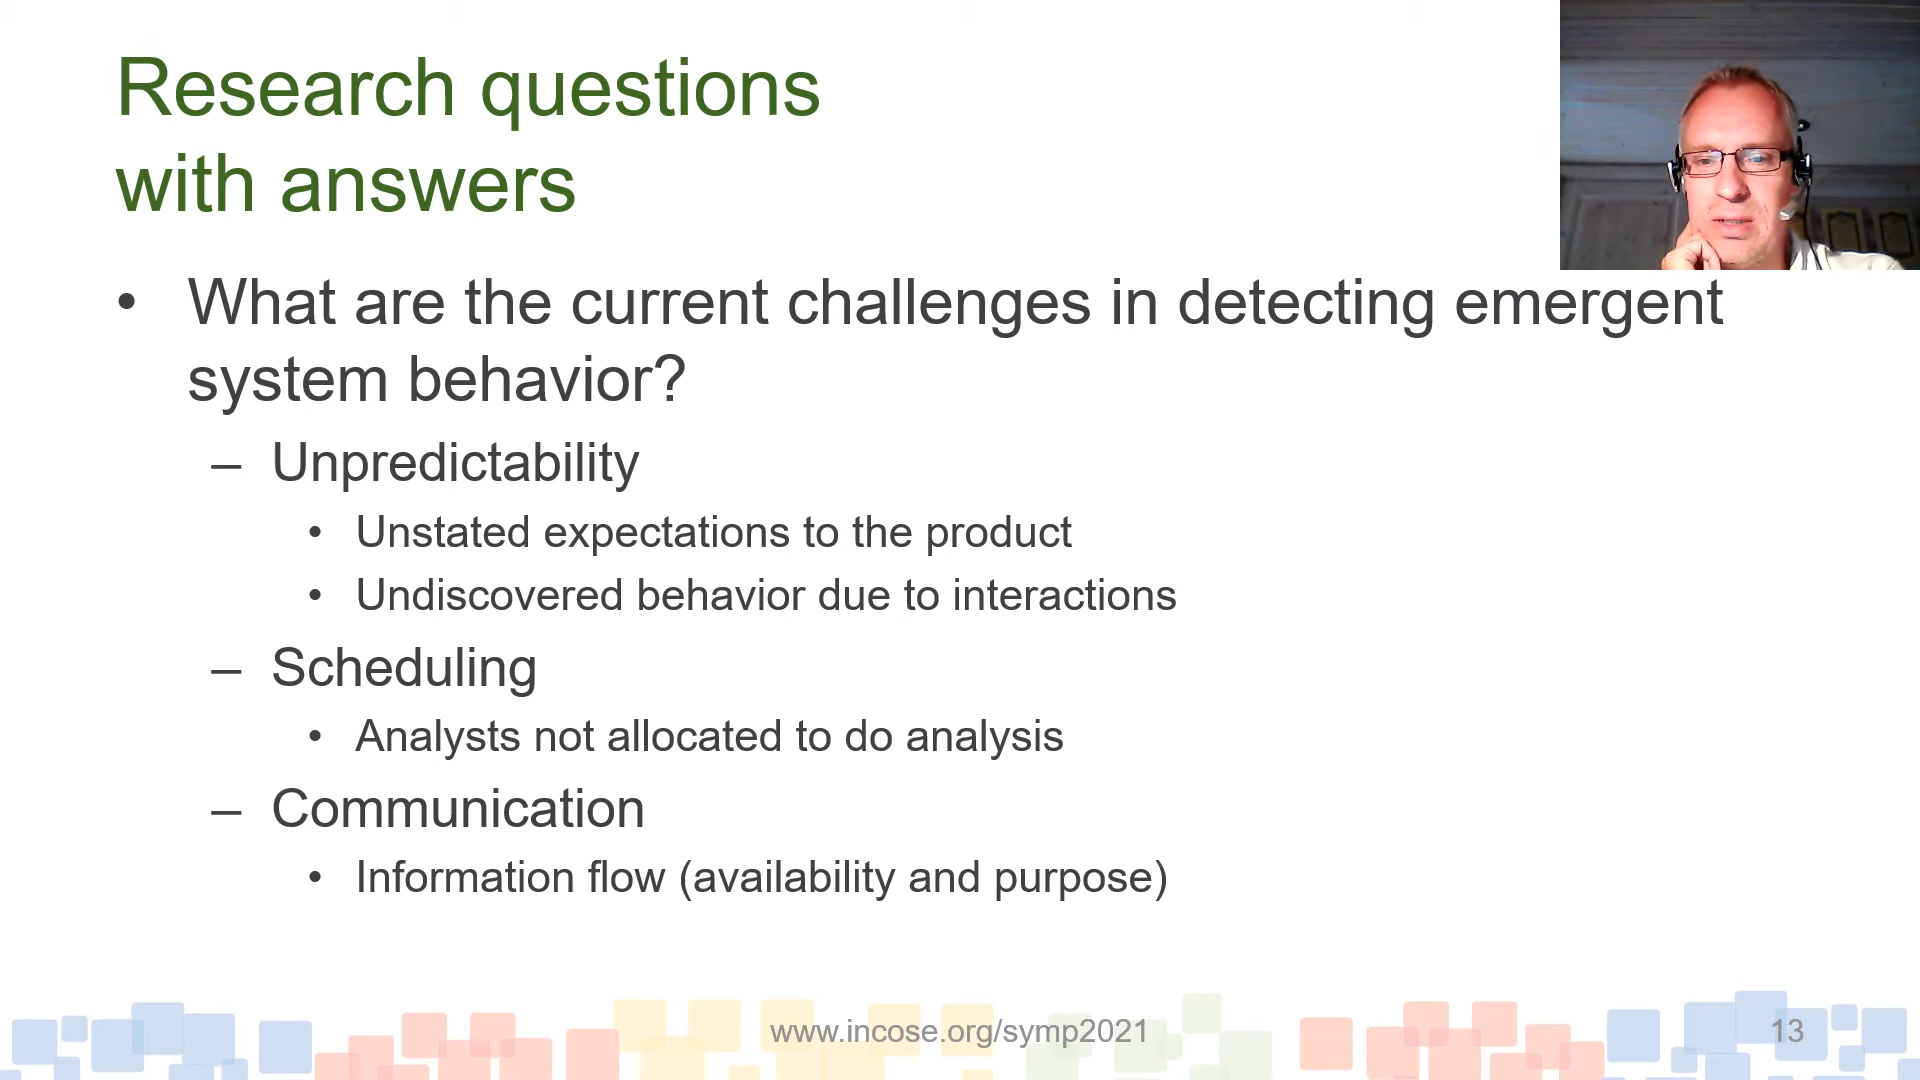 Research questions
with answers
• What are the current challenges in detecting emergent
system behavior?
– Unpredictability
• Unstated expectations to the product
• Undiscovered behavior due to interactions
– Scheduling
• Analysts not allocated to do analysis
– Communication
• Information flow (availability and purpose)
www.incose.org/symp2021
13